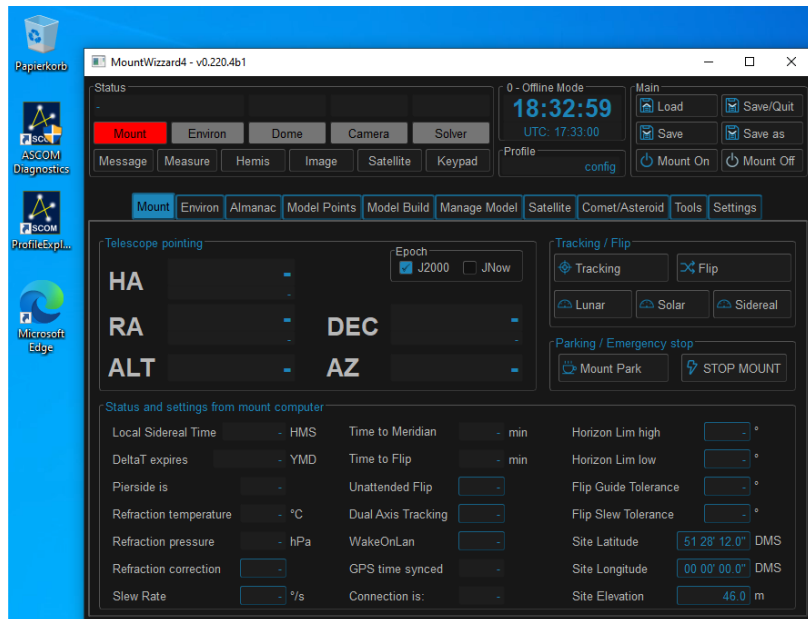 Papierkorb
ASCOM
Diagnostics
ProfileExpl...
Microsoft
Edge
MountWizzard4 - v0.220.4b1
Status
-
Mount Environ Dome Camera Solver
Message Measure Hemis Image Satellite Keypad
0 - Offline Mode
18:32:59
UTC: 17:33:00
Profile
config
Main
Load Save/Quit
Save Save as
Mount On Mount Off
Mount Environ Almanac Model Points Model Build Manage Model Satellite Comet/Asteroid Tools Settings
Telescope pointing
Epoch
J2000 JNow
HA -
-
RA - DEC -
- -
ALT - AZ -
Tracking / Flip
Tracking Flip
Lunar Solar Sidereal
Parking / Emergency stop
Mount Park STOP MOUNT
Status and settings from mount computer
Local Sidereal Time - HMS Time to Meridian - min Horizon Lim high - °
DeltaT expires - YMD Time to Flip - min Horizon Lim low - °
Pierside is - Unattended Flip - Flip Guide Tolerance - °
Refraction temperature - °C Dual Axis Tracking - Flip Slew Tolerance - °
Refraction pressure - hPa WakeOnLan - Site Latitude 51 28' 12.0" DMS
Refraction correction - GPS time synced - Site Longitude 00 00' 00.0" DMS
Slew Rate - °/s Connection is: - Site Elevation 46.0 m